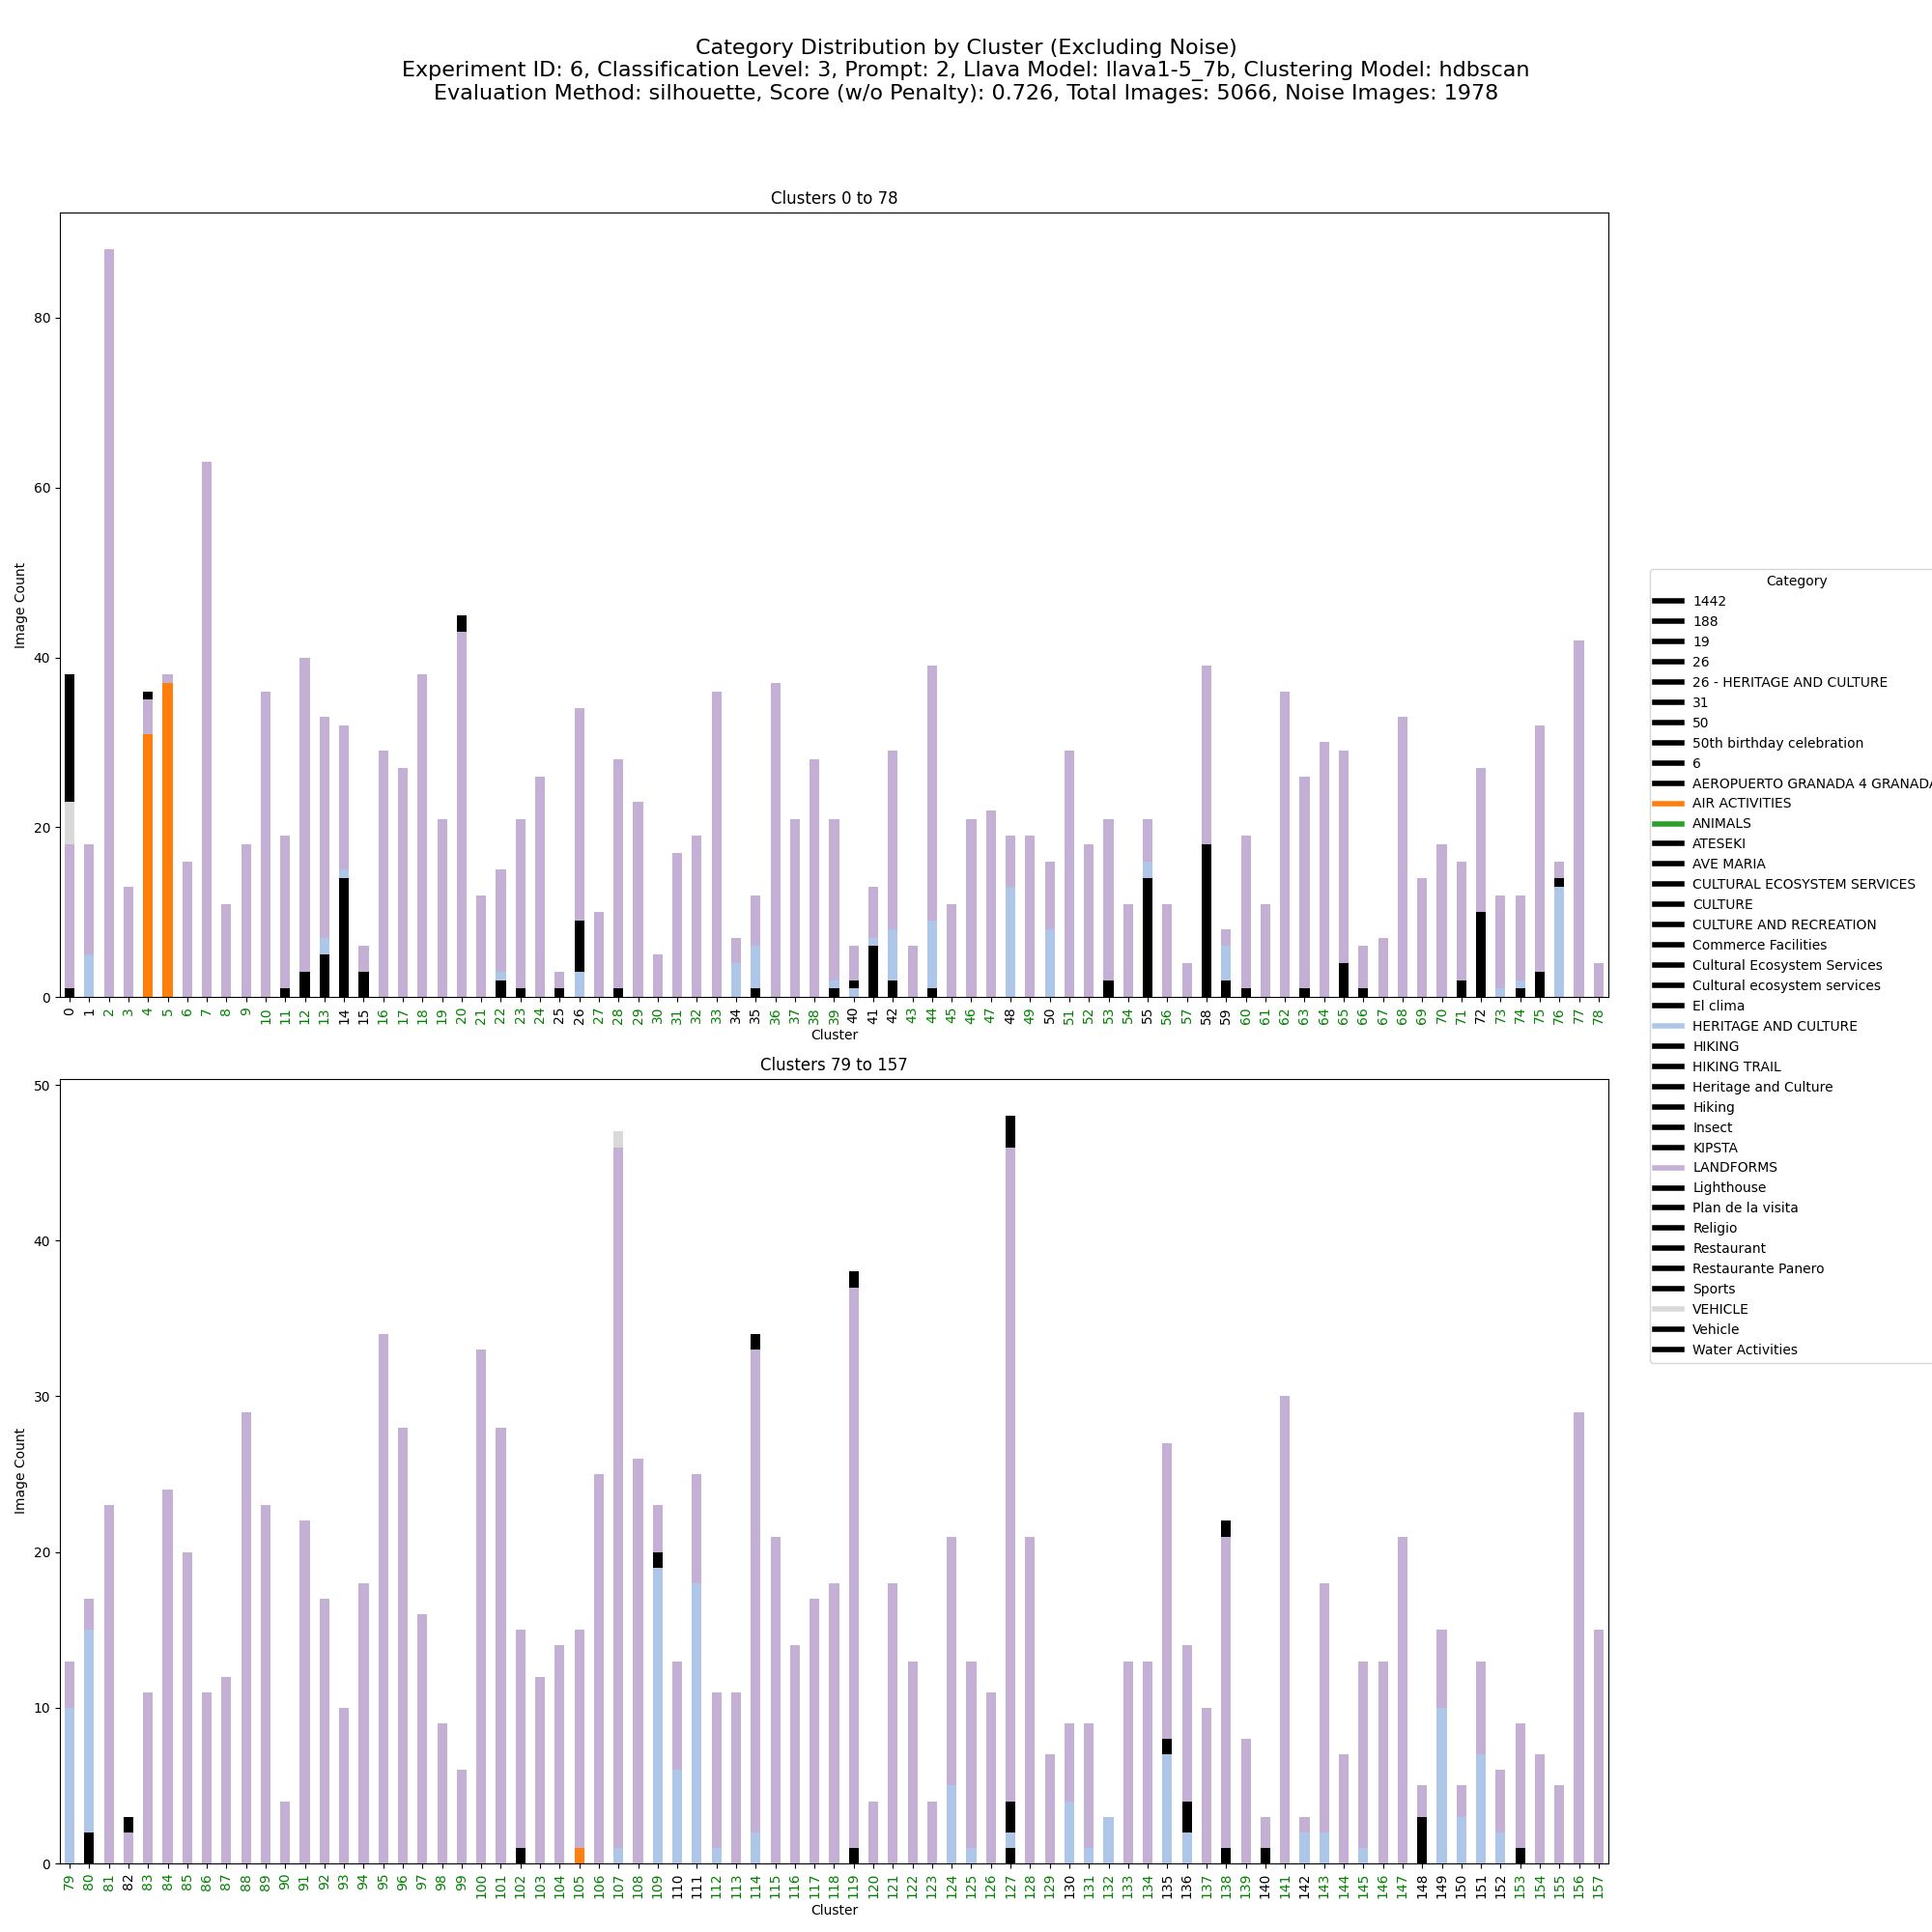 Category Distribution by Cluster (Excluding Noise)
Experiment ID: 6, Classification Level: 3, Prompt: 2, Llava Model: llava1-5_7b, Clustering Model: hdbscan
Evaluation Method: silhouette, Score (w/o Penalty): 0.726, Total Images: 5066, Noise Images: 1978
Clusters 0 to 78
80
60
40
20
0
Image Count
0 1 2 3 4 5 6 7 8 9 10 11 12 13 14 15 16 17 18 19 20 21 22 23 24 25 26 27 28 29 30 31 32 33 34 35 36 37 38 39 40 41 42 43 44 45 46 47 48 49 50 51 52 53 54 55 56 57 58 59 60 61 62 63 64 65 66 67 68 69 70 71 72 73 74 75 76 77 78
Cluster
Clusters 79 to 157
50
40
30
20
10
0
Image Count
79 80 81 82 83 84 85 86 87 88 89 90 91 92 93 94 95 96 97 98 99 100 101 102 103 104 105 106 107 108 109 110 111 112 113 114 115 116 117 118 119 120 121 122 123 124 125 126 127 128 129 130 131 132 133 134 135 136 137 138 139 140 141 142 143 144 145 146 147 148 149 150 151 152 153 154 155 156 157
Cluster
Category
1442
188
19
26
26 - HERITAGE AND CULTURE
31
50
50th birthday celebration
6
AEROPUERTO GRANADA 4 GRANADA
AIR ACTIVITIES
ANIMALS
ATESEKI
AVE MARIA
CULTURAL ECOSYSTEM SERVICES
CULTURE
CULTURE AND RECREATION
Commerce Facilities
Cultural Ecosystem Services
Cultural ecosystem services
El clima
HERITAGE AND CULTURE
HIKING
HIKING TRAIL
Heritage and Culture
Hiking
Insect
KIPSTA
LANDFORMS
Lighthouse
Plan de la visita
Religio
Restaurant
Restaurante Panero
Sports
VEHICLE
Vehicle
Water Activities